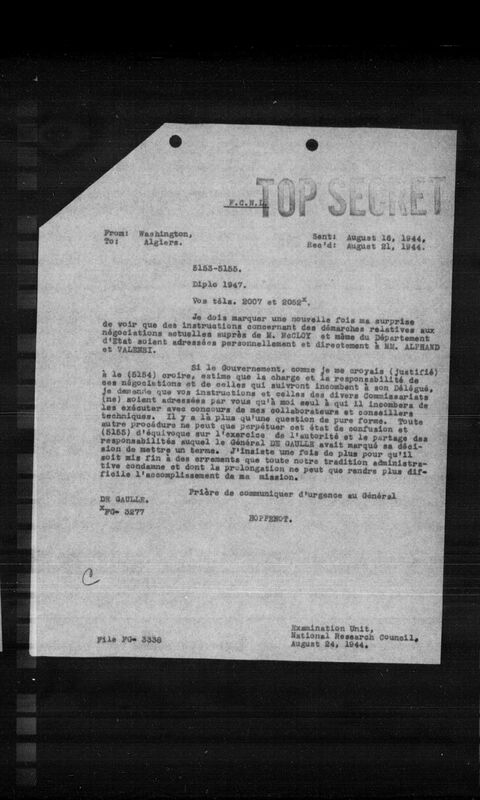 TOP SECRET
F.C.N.L.
From: Washington,
To: Algiers.
Sent: August 16, 1944.
Rec'd: August 21, 1944.
5153-5155.
Diplo 1947.
Vos téls. 2007 et 2052x.
Je dois marquer une nouvelle fois ma surprise
de voir que des instructions concernant des démarches relatives aux
négociations actuelles auprès de M. McCLOY et même du Département
d'Etat soient adressées personnellement et directement à MM. ALPHAND
et VALENSI.
Si le Gouvernement, comme je me croyais (justifié)
à le (5154) croire, estime que la charge et la responsabilité de
ces négociations et de celles qui suivront incombent à son Délégué,
je demande que vos instructions et celles des divers Commissariats
(ne) soient adressées par vous qu'à moi seul à qui il incombera de
les exécuter avec concours de mes collaborateurs et conseillers
techniques. Il y a là plus qu'une question de pure forme. Toute
autre procédure ne peut que perpétuer cet état de confusion et
(5155) d'équivoque sur l'exercice de l'autorité et le partage des
responsabilités auquel le Général DE GAULLE avait marqué sa déci-
sion de mettre un terme. J'insiste une fois de plus pour qu'il
soit mis fin à des errements que toute notre tradition administra-
tive condamne et dont la prolongation ne peut que rendre plus dif-
ficile l'accomplissement de ma mission.
Prière de communiquer d'urgence au Général
DE GAULLE.
xFG- 3277
HOPPENOT.
C
File FG- 3338
Examination Unit,
National Research Council,
August 24, 1944.